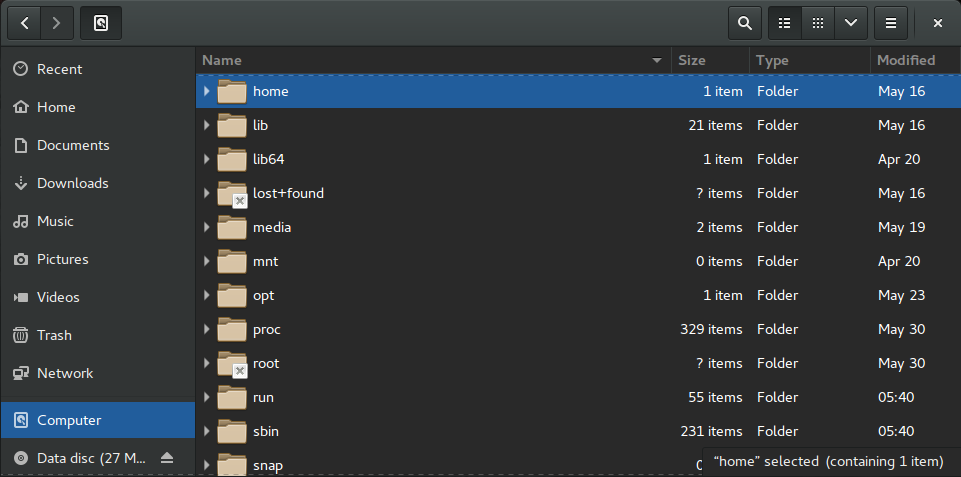 Name Size Type Modified
Recent
Home
Documents
Downloads
Music
Pictures
Videos
Trash
Network
Computer
Data disc (27 M...
home 1 item Folder May 16
lib 21 items Folder May 16
lib64 1 item Folder Apr 20
lost+found ? items Folder May 16
media 2 items Folder May 19
mnt 0 items Folder Apr 20
opt 1 item Folder May 23
proc 329 items Folder May 30
root ? items Folder May 30
run 55 items Folder 05:40
sbin 231 items Folder 05:40
snap 0
“home” selected (containing 1 item)